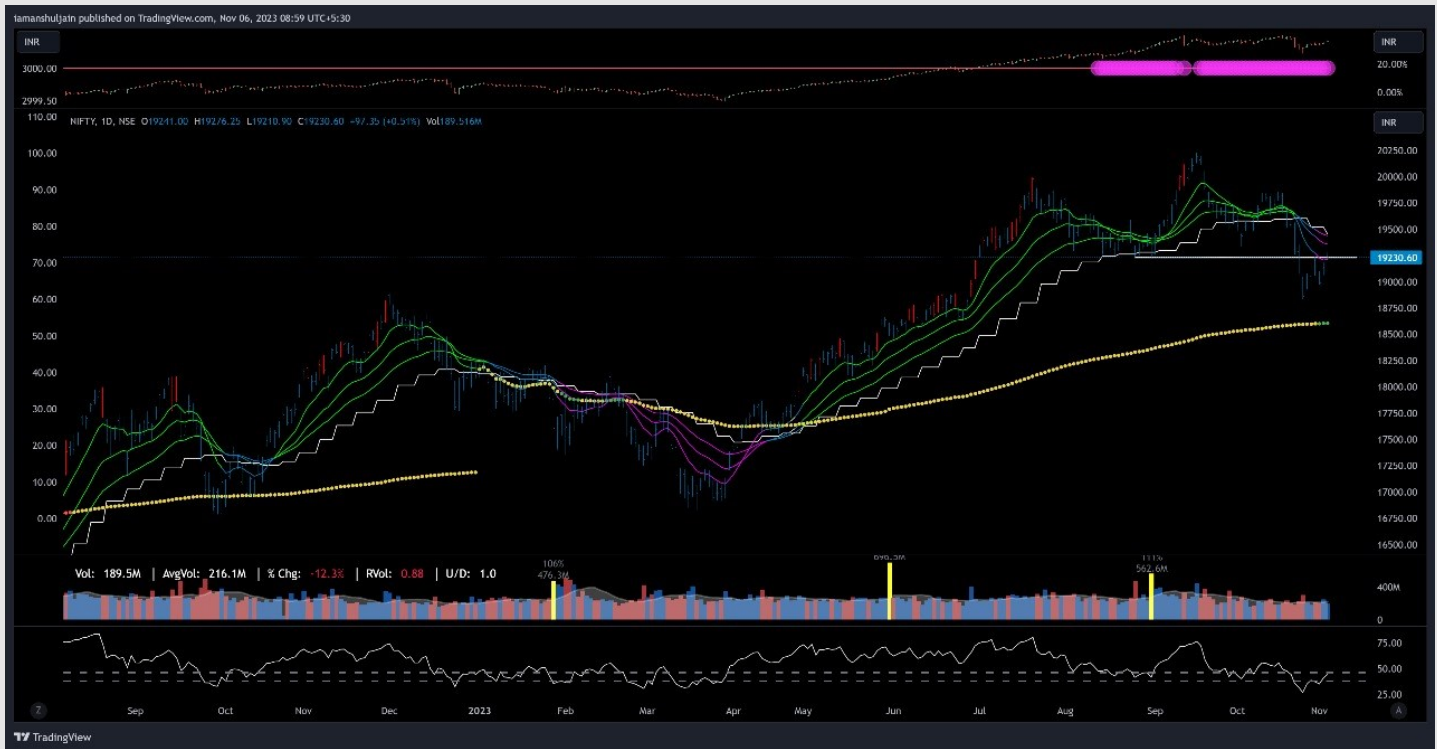 iamanshuljain published on TradingView.com, Nov 06, 2023 08:59 UTC+5:30
INR
INR
3000.00
20.00%
0.00%
2999.50
110.00
NIFTY, 1D, NSE O19241.00 H19276.25 L19210.90 C19230.60 +97.35 (+0.51%) Vol189.516M
INR
100.00
90.00
80.00
70.00
60.00
50.00
40.00
30.00
20.00
10.00
0.00
20250.00
20000.00
19750.00
19500.00
19230.60
19000.00
18750.00
18500.00
18250.00
18000.00
17750.00
17500.00
17250.00
17000.00
16750.00
16500.00
Vol: 189.5M | AvgVol: 216.1M | % Chg: -12.3% | RVol: 0.88 | U/D: 1.0
106%
476.3M
696.5M
111%
562.6M
400M
0
75.00
50.00
25.00
Z
Sep Oct Nov Dec 2023 Feb Mar Apr May Jun Jul Aug Sep Oct Nov
A
TradingView